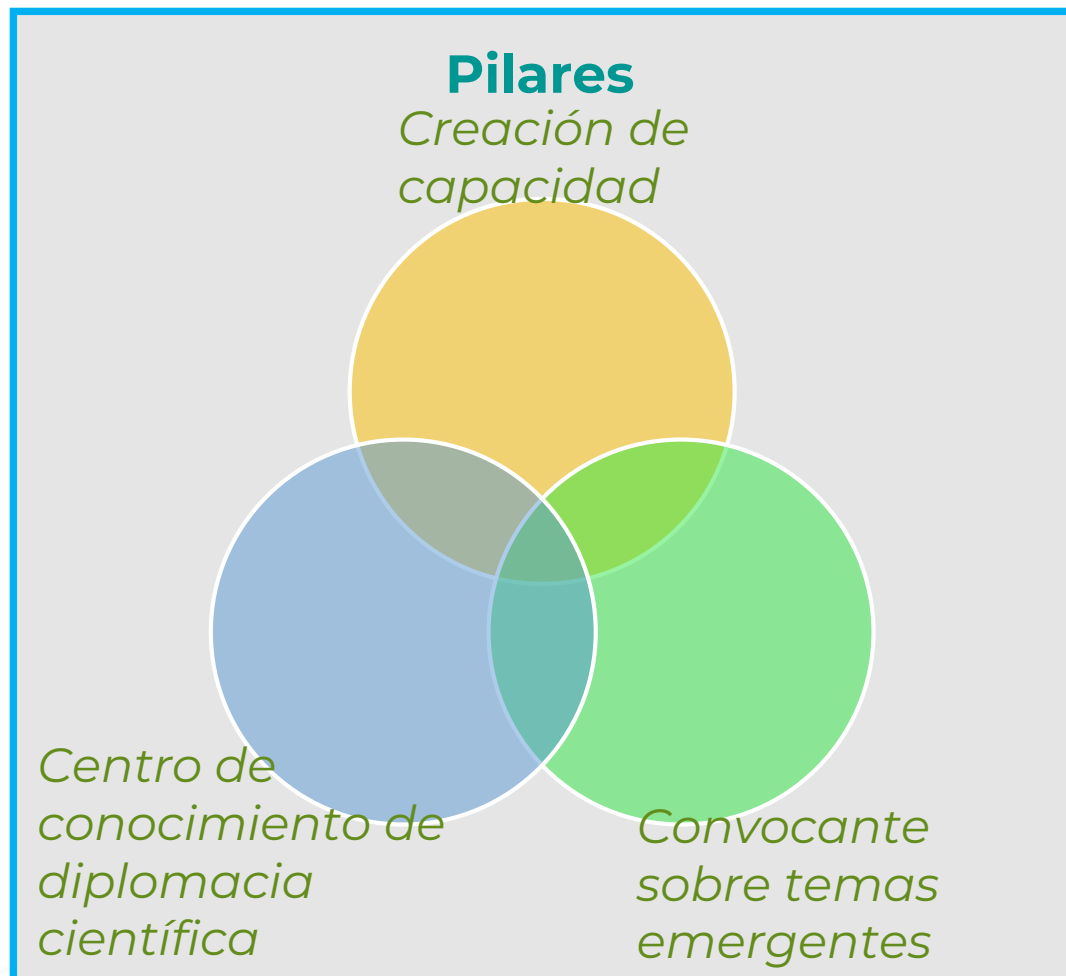 Pilares
Creación de
capacidad
Centro de
conocimiento de
diplomacia
científica
Convocante
sobre temas
emergentes